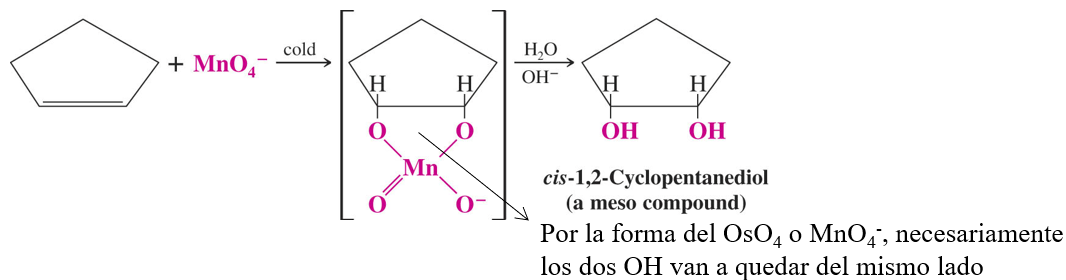 + MnO₄⁻ cold H₂O
OH⁻
H H H H
O O OH OH
Mn
O O⁻
cis-1,2-Cyclopentanediol
(a meso compound)
Por la forma del OsO₄ o MnO₄⁻, necesariamente
los dos OH van a quedar del mismo lado